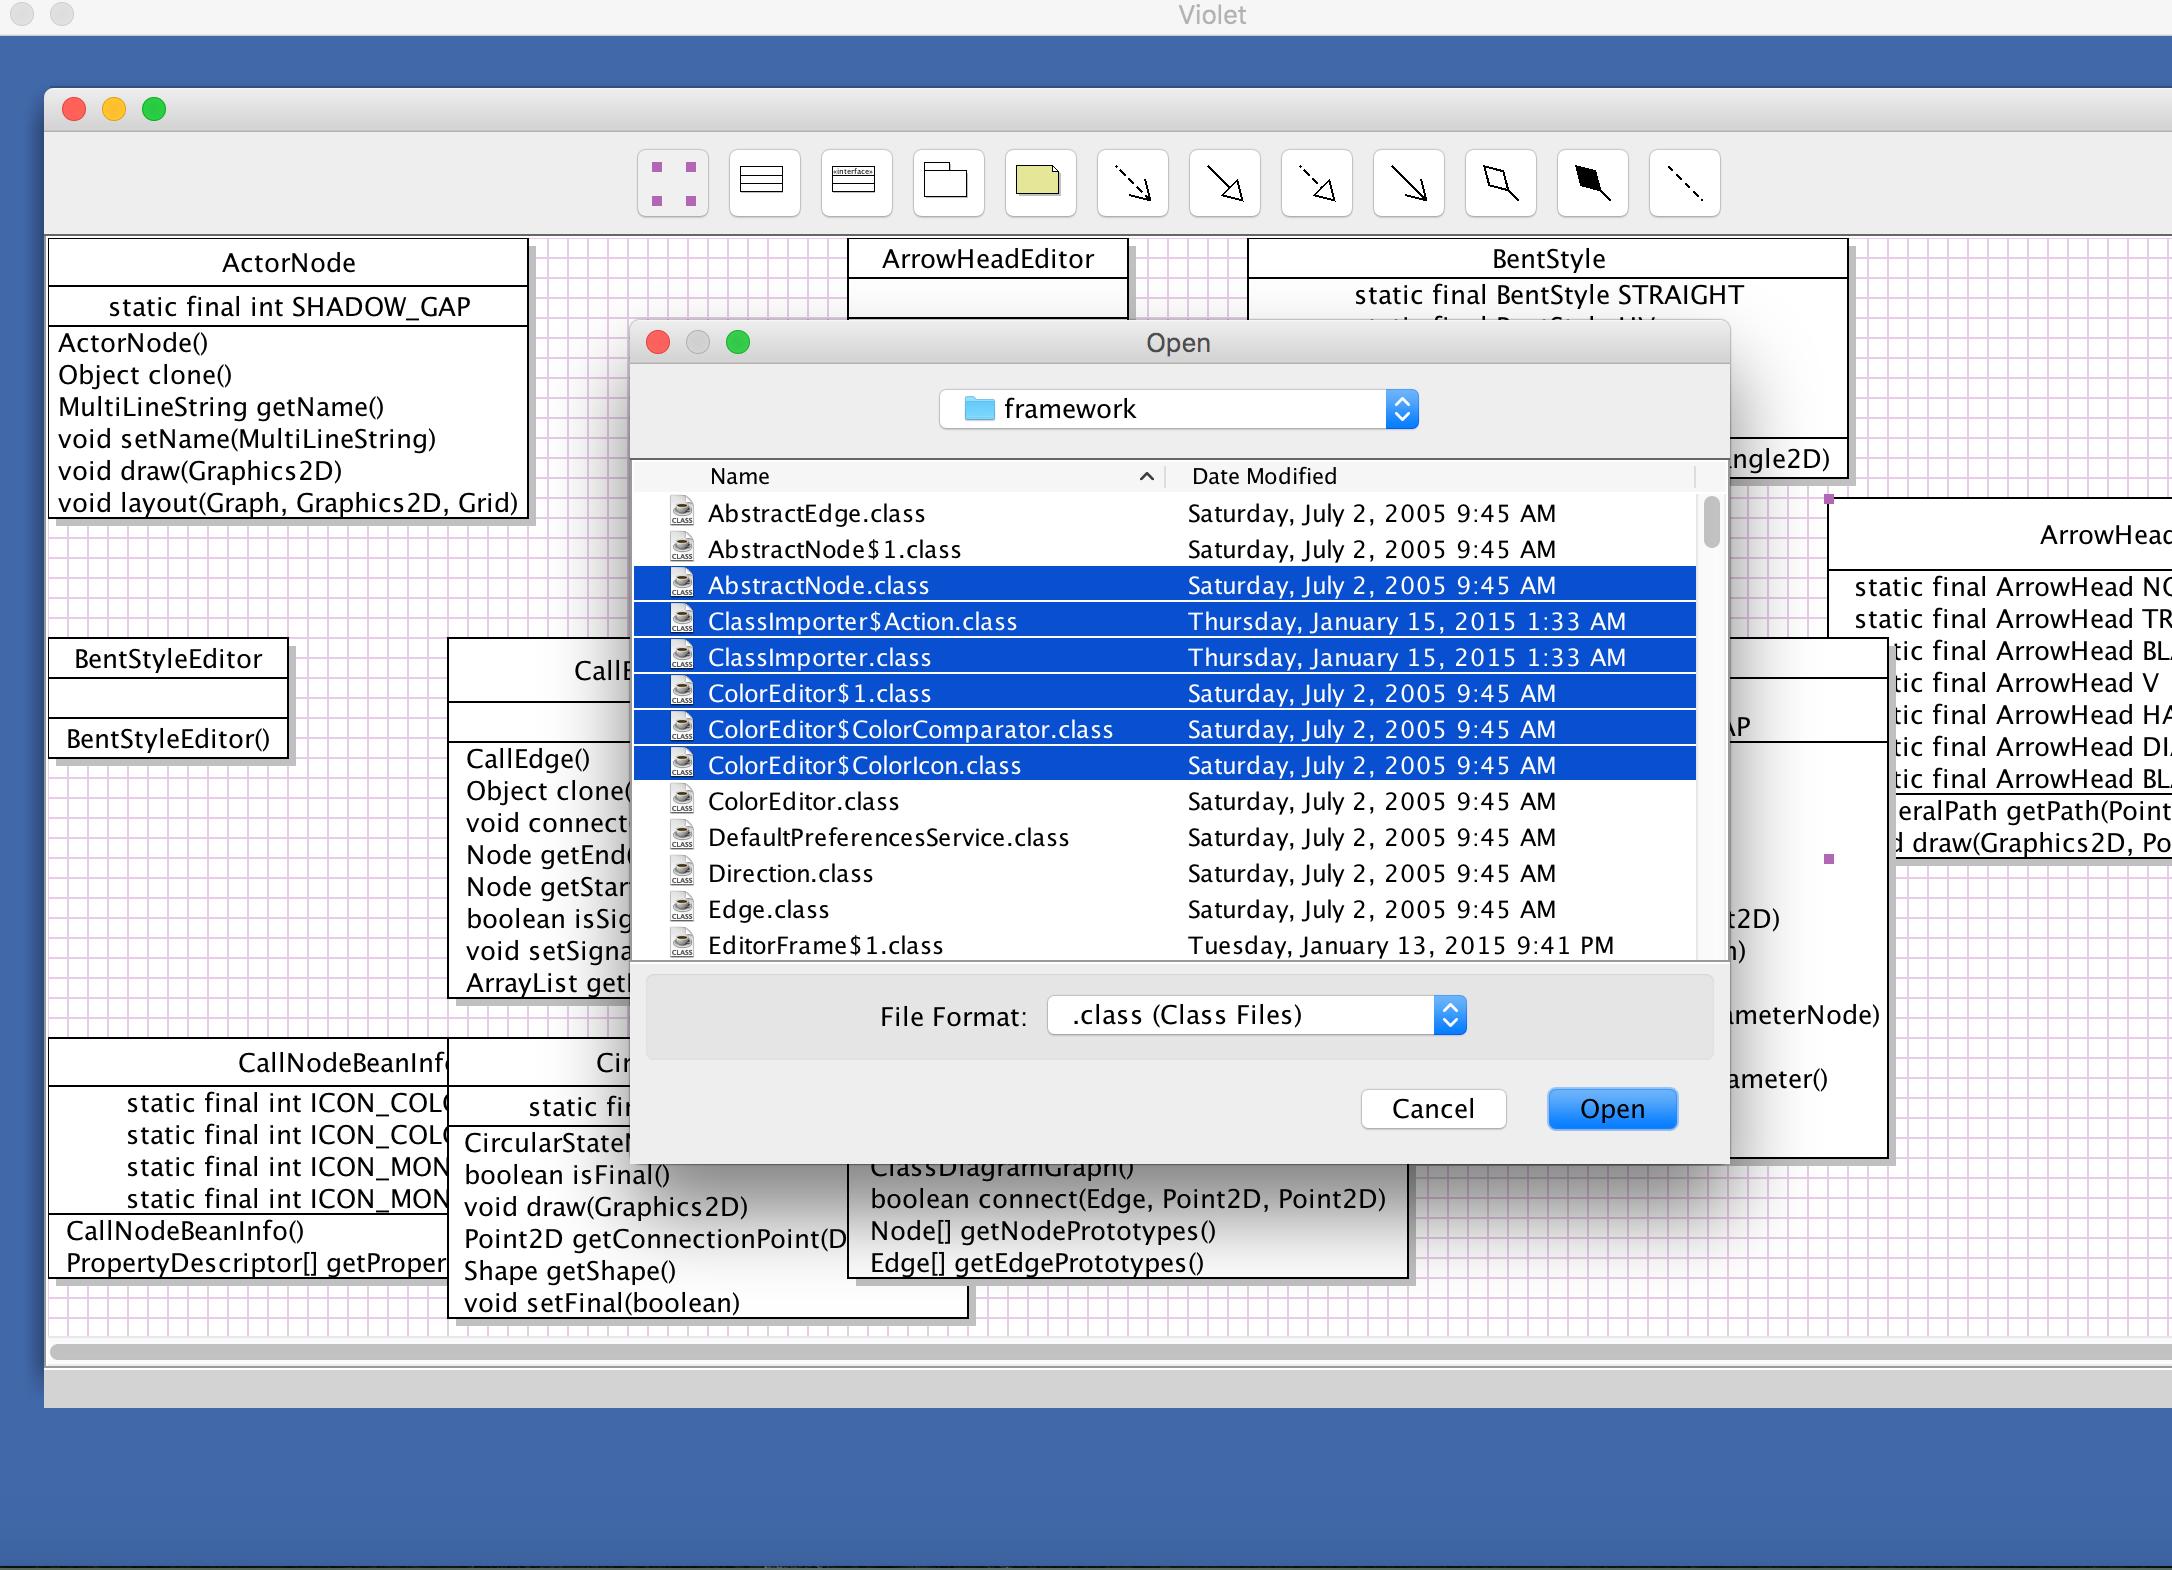 Violet
«interface»
ActorNode
static final int SHADOW_GAP
ActorNode()
Object clone()
MultiLineString getName()
void setName(MultiLineString)
void draw(Graphics2D)
void layout(Graph, Graphics2D, Grid)
ArrowHeadEditor
BentStyle
static final BentStyle STRAIGHT
ngle2D)
ArrowHead
static final ArrowHead NO
static final ArrowHead TR
tic final ArrowHead BL
tic final ArrowHead V
tic final ArrowHead HA
tic final ArrowHead DI
tic final ArrowHead BL
eralPath getPath(Point
draw(Graphics2D, Po
BentStyleEditor
BentStyleEditor()
CallE
CallEdge()
Object clone(
void connect
Node getEnd(
Node getStar
boolean isSig
void setSigna
ArrayList get
AP
t2D)
ameterNode)
ameter()
Open
framework
Name Date Modified
AbstractEdge.class Saturday, July 2, 2005 9:45 AM
AbstractNode$1.class Saturday, July 2, 2005 9:45 AM
AbstractNode.class Saturday, July 2, 2005 9:45 AM
ClassImporter$Action.class Thursday, January 15, 2015 1:33 AM
ClassImporter.class Thursday, January 15, 2015 1:33 AM
ColorEditor$1.class Saturday, July 2, 2005 9:45 AM
ColorEditor$ColorComparator.class Saturday, July 2, 2005 9:45 AM
ColorEditor$ColorIcon.class Saturday, July 2, 2005 9:45 AM
ColorEditor.class Saturday, July 2, 2005 9:45 AM
DefaultPreferencesService.class Saturday, July 2, 2005 9:45 AM
Direction.class Saturday, July 2, 2005 9:45 AM
Edge.class Saturday, July 2, 2005 9:45 AM
EditorFrame$1.class Tuesday, January 13, 2015 9:41 PM
File Format: .class (Class Files)
Cancel Open
CallNodeBeanInf
static final int ICON_COL
static final int ICON_COL
static final int ICON_MON
static final int ICON_MON
CallNodeBeanInfo()
PropertyDescriptor[] getProper
Cir
static fi
CircularState
boolean isFinal()
void draw(Graphics2D)
Point2D getConnectionPoint(D
Shape getShape()
void setFinal(boolean)
ClassDiagramGraph()
boolean connect(Edge, Point2D, Point2D)
Node[] getNodePrototypes()
Edge[] getEdgePrototypes()